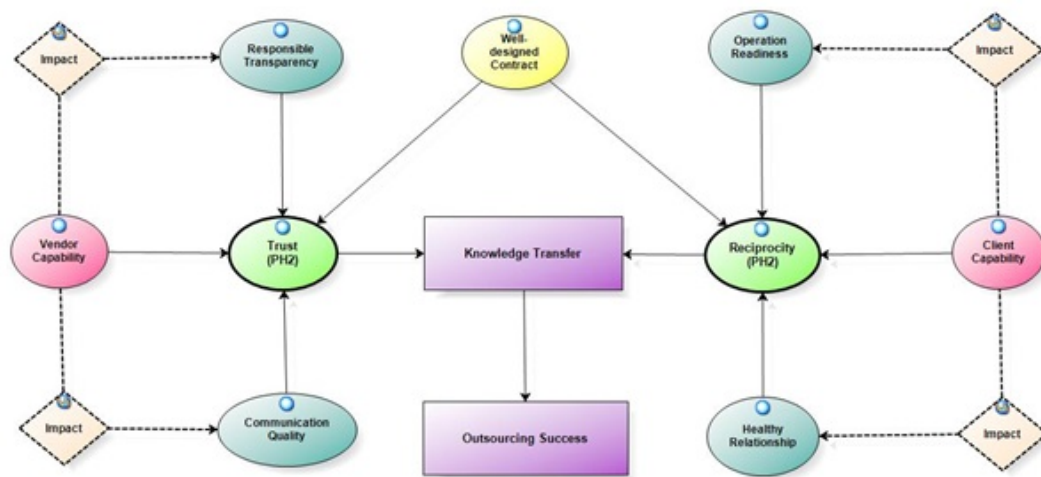 Impact
Responsible
Transparency
Well-
designed
Contract
Operation
Readiness
Impact
Vendor
Capability
Trust
(PH2)
Knowledge Transfer
Reciprocity
(PH2)
Client
Capability
Impact
Communication
Quality
Outsourcing Success
Healthy
Relationship
Impact